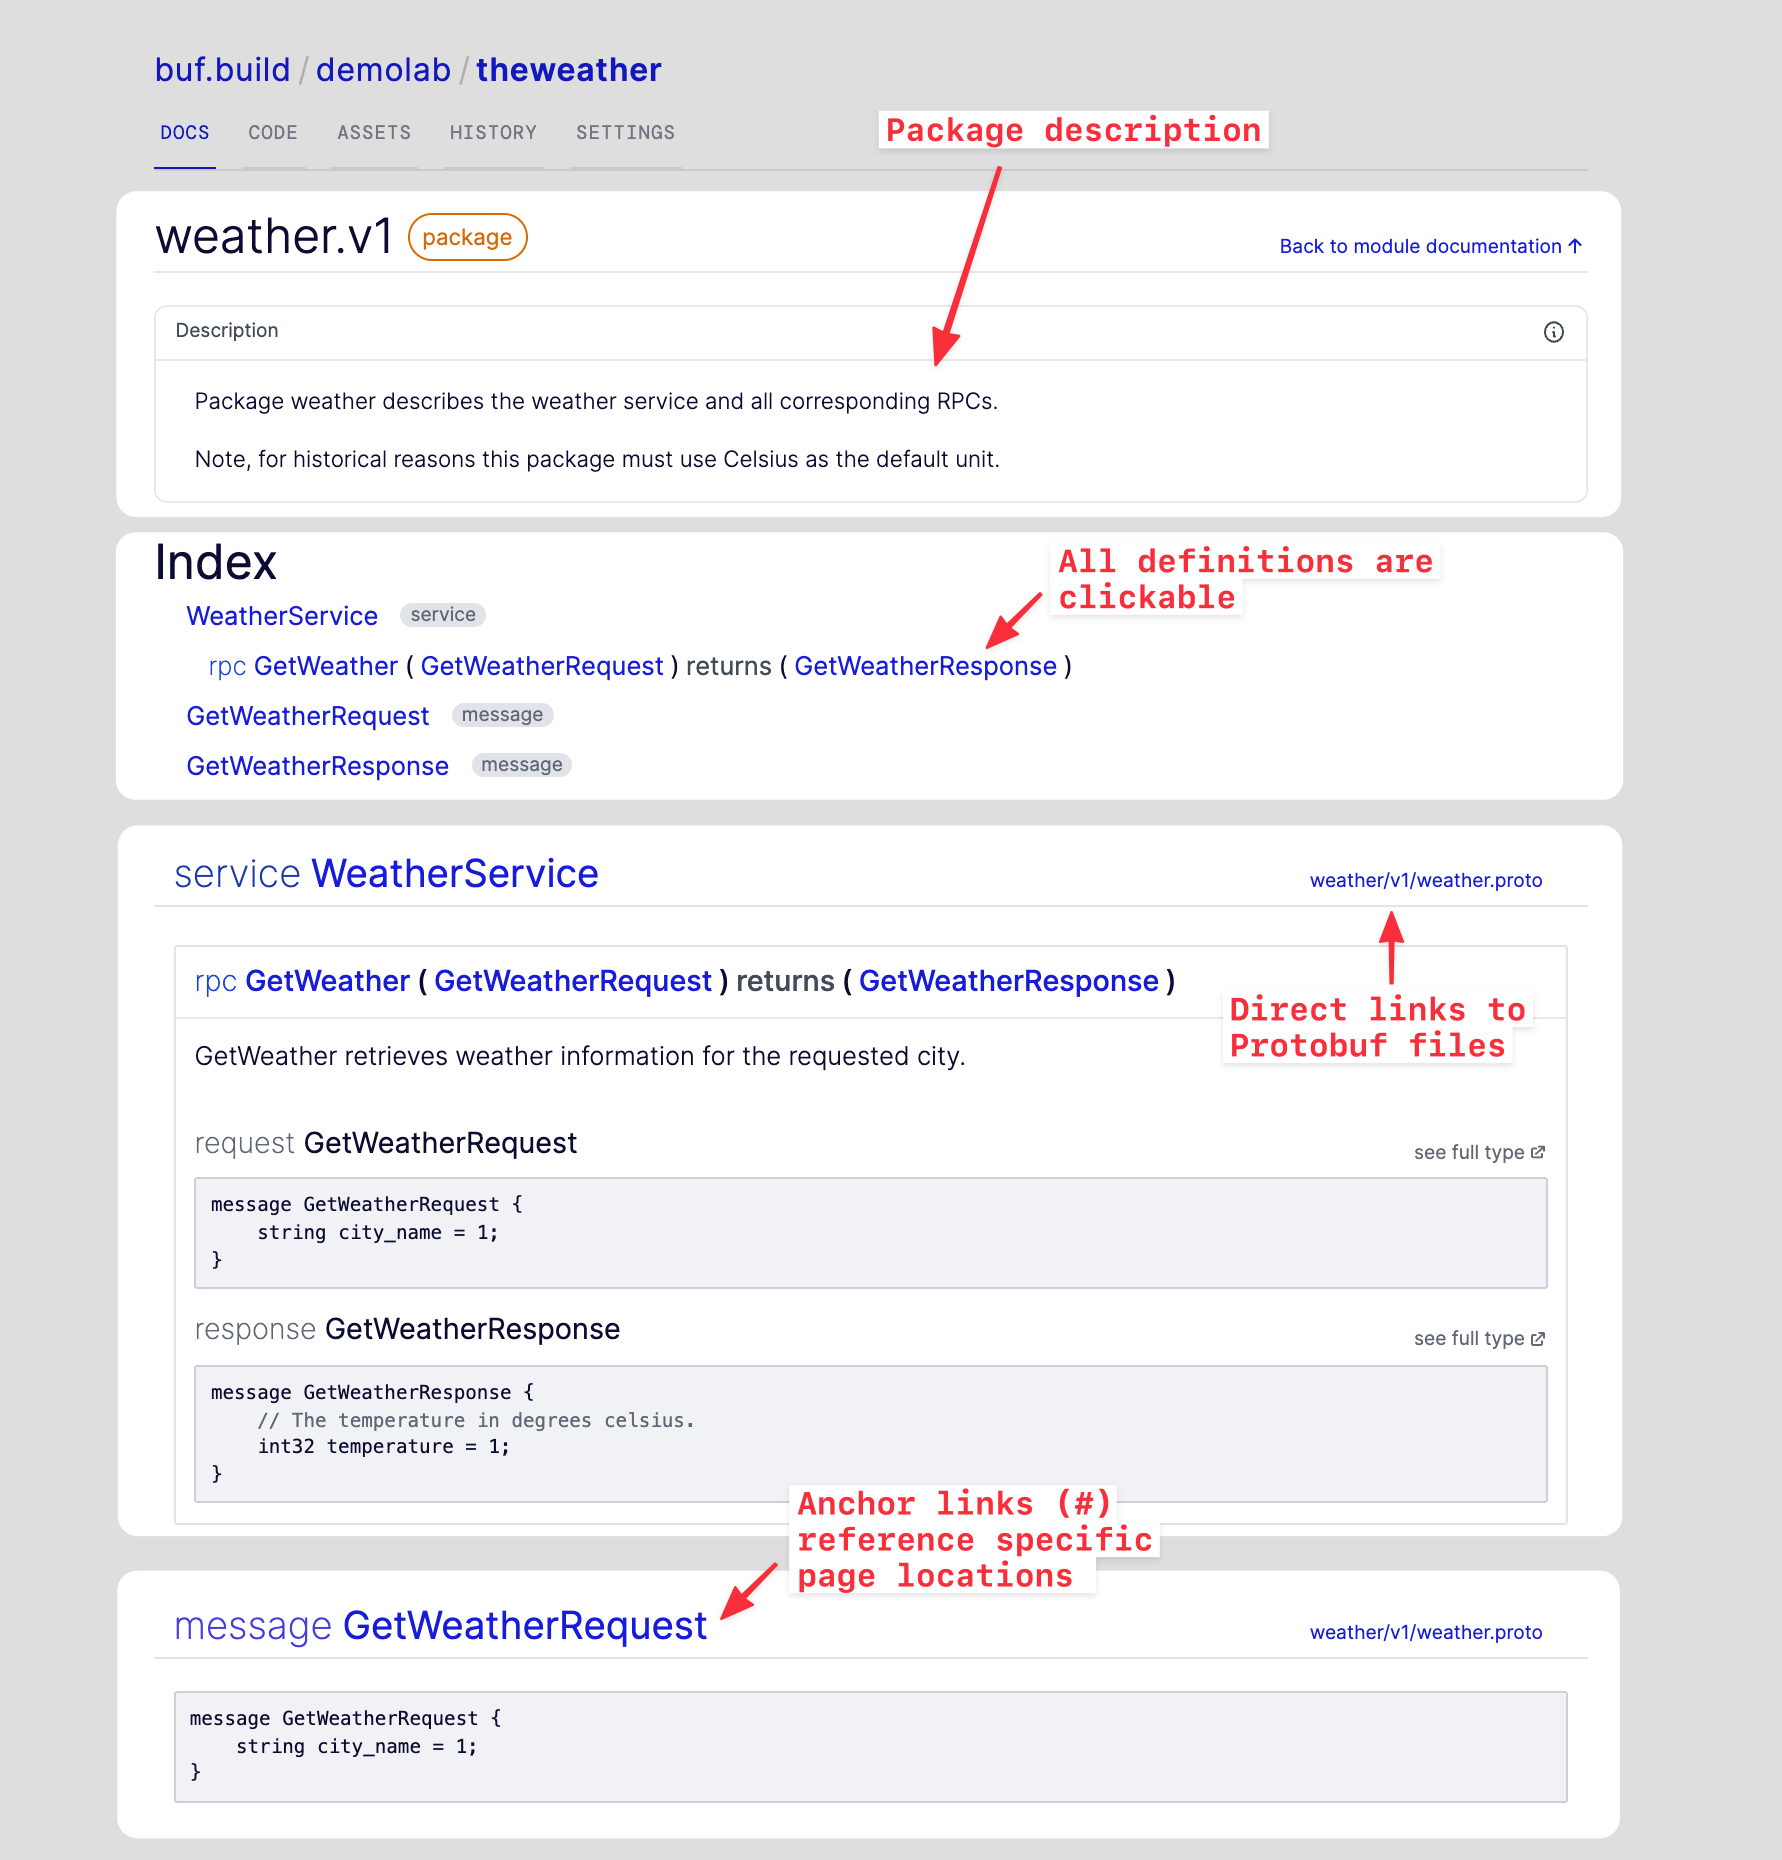 buf.build / demolab / theweather
DOCS CODE ASSETS HISTORY SETTINGS
Package description
weather.v1 package
Back to module documentation ↑
Description
Package weather describes the weather service and all corresponding RPCs.
Note, for historical reasons this package must use Celsius as the default unit.
Index
All definitions are
clickable
WeatherService service
rpc GetWeather ( GetWeatherRequest ) returns ( GetWeatherResponse )
GetWeatherRequest message
GetWeatherResponse message
service WeatherService
weather/v1/weather.proto
rpc GetWeather ( GetWeatherRequest ) returns ( GetWeatherResponse )
Direct links to
Protobuf files
GetWeather retrieves weather information for the requested city.
request GetWeatherRequest
see full type
message GetWeatherRequest {
    string city_name = 1;
}
response GetWeatherResponse
see full type
message GetWeatherResponse {
    // The temperature in degrees celsius.
    int32 temperature = 1;
}
Anchor links (#)
reference specific
page locations
message GetWeatherRequest
weather/v1/weather.proto
message GetWeatherRequest {
    string city_name = 1;
}